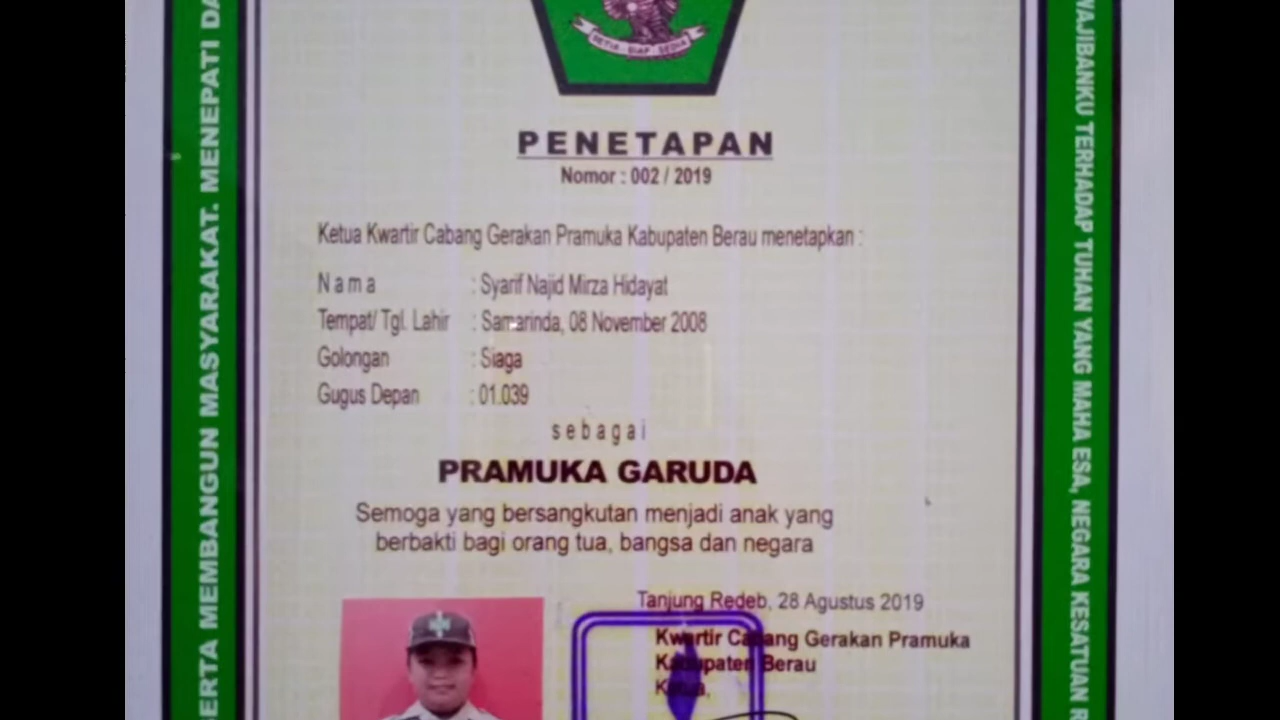 SETIA - SIAP - SEDIA
PENETAPAN
Nomor : 002 / 2019
Ketua Kwartir Cabang Gerakan Pramuka Kabupaten Berau menetapkan :
N a m a : Syarif Najid Mirza Hidayat
Tempat/ Tgl. Lahir : Samarinda, 08 November 2008
Golongan : Siaga
Gugus Depan : 01.039
s e b a g a i
PRAMUKA GARUDA
Semoga yang bersangkutan menjadi anak yang
berbakti bagi orang tua, bangsa dan negara
Tanjung Redeb, 28 Agustus 2019
Kwartir Cabang Gerakan Pramuka
Kabupaten Berau
Ketua,
SERTA MEMBANGUN MASYARAKAT. MENEPATI DA
WAJIBANKU TERHADAP TUHAN YANG MAHA ESA, NEGARA KESATUAN R